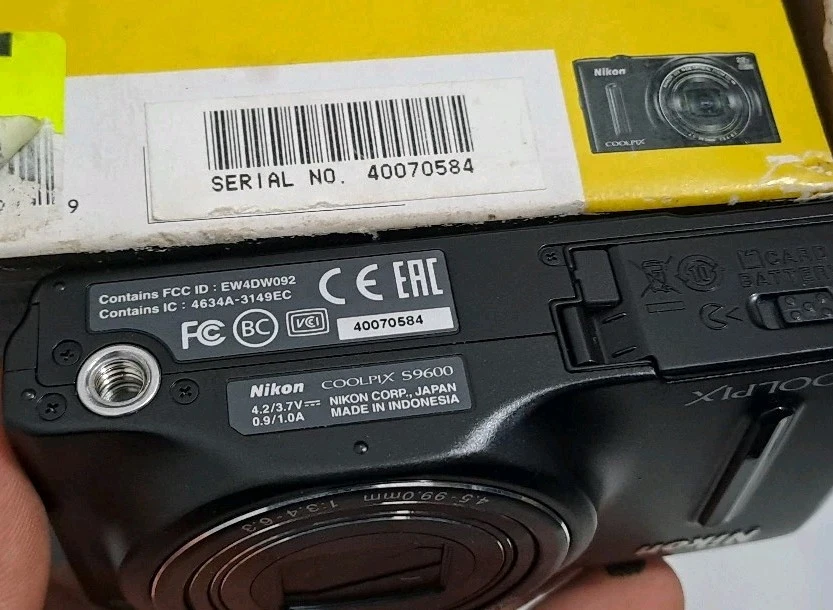 9
SERIAL NO. 40070584
Nikon
COOLPIX
Contains FCC ID : EW4DW092
Contains IC : 4634A-3149EC
CE EAC
FC BC VCI 40070584
CARD
BATTERY
Nikon COOLPIX S9600
4.2/3.7V⎓ NIKON CORP., JAPAN
0.9/1.0A MADE IN INDONESIA
COOLPIX
Nikon
4.5-99.0mm 1:3.4-6.3